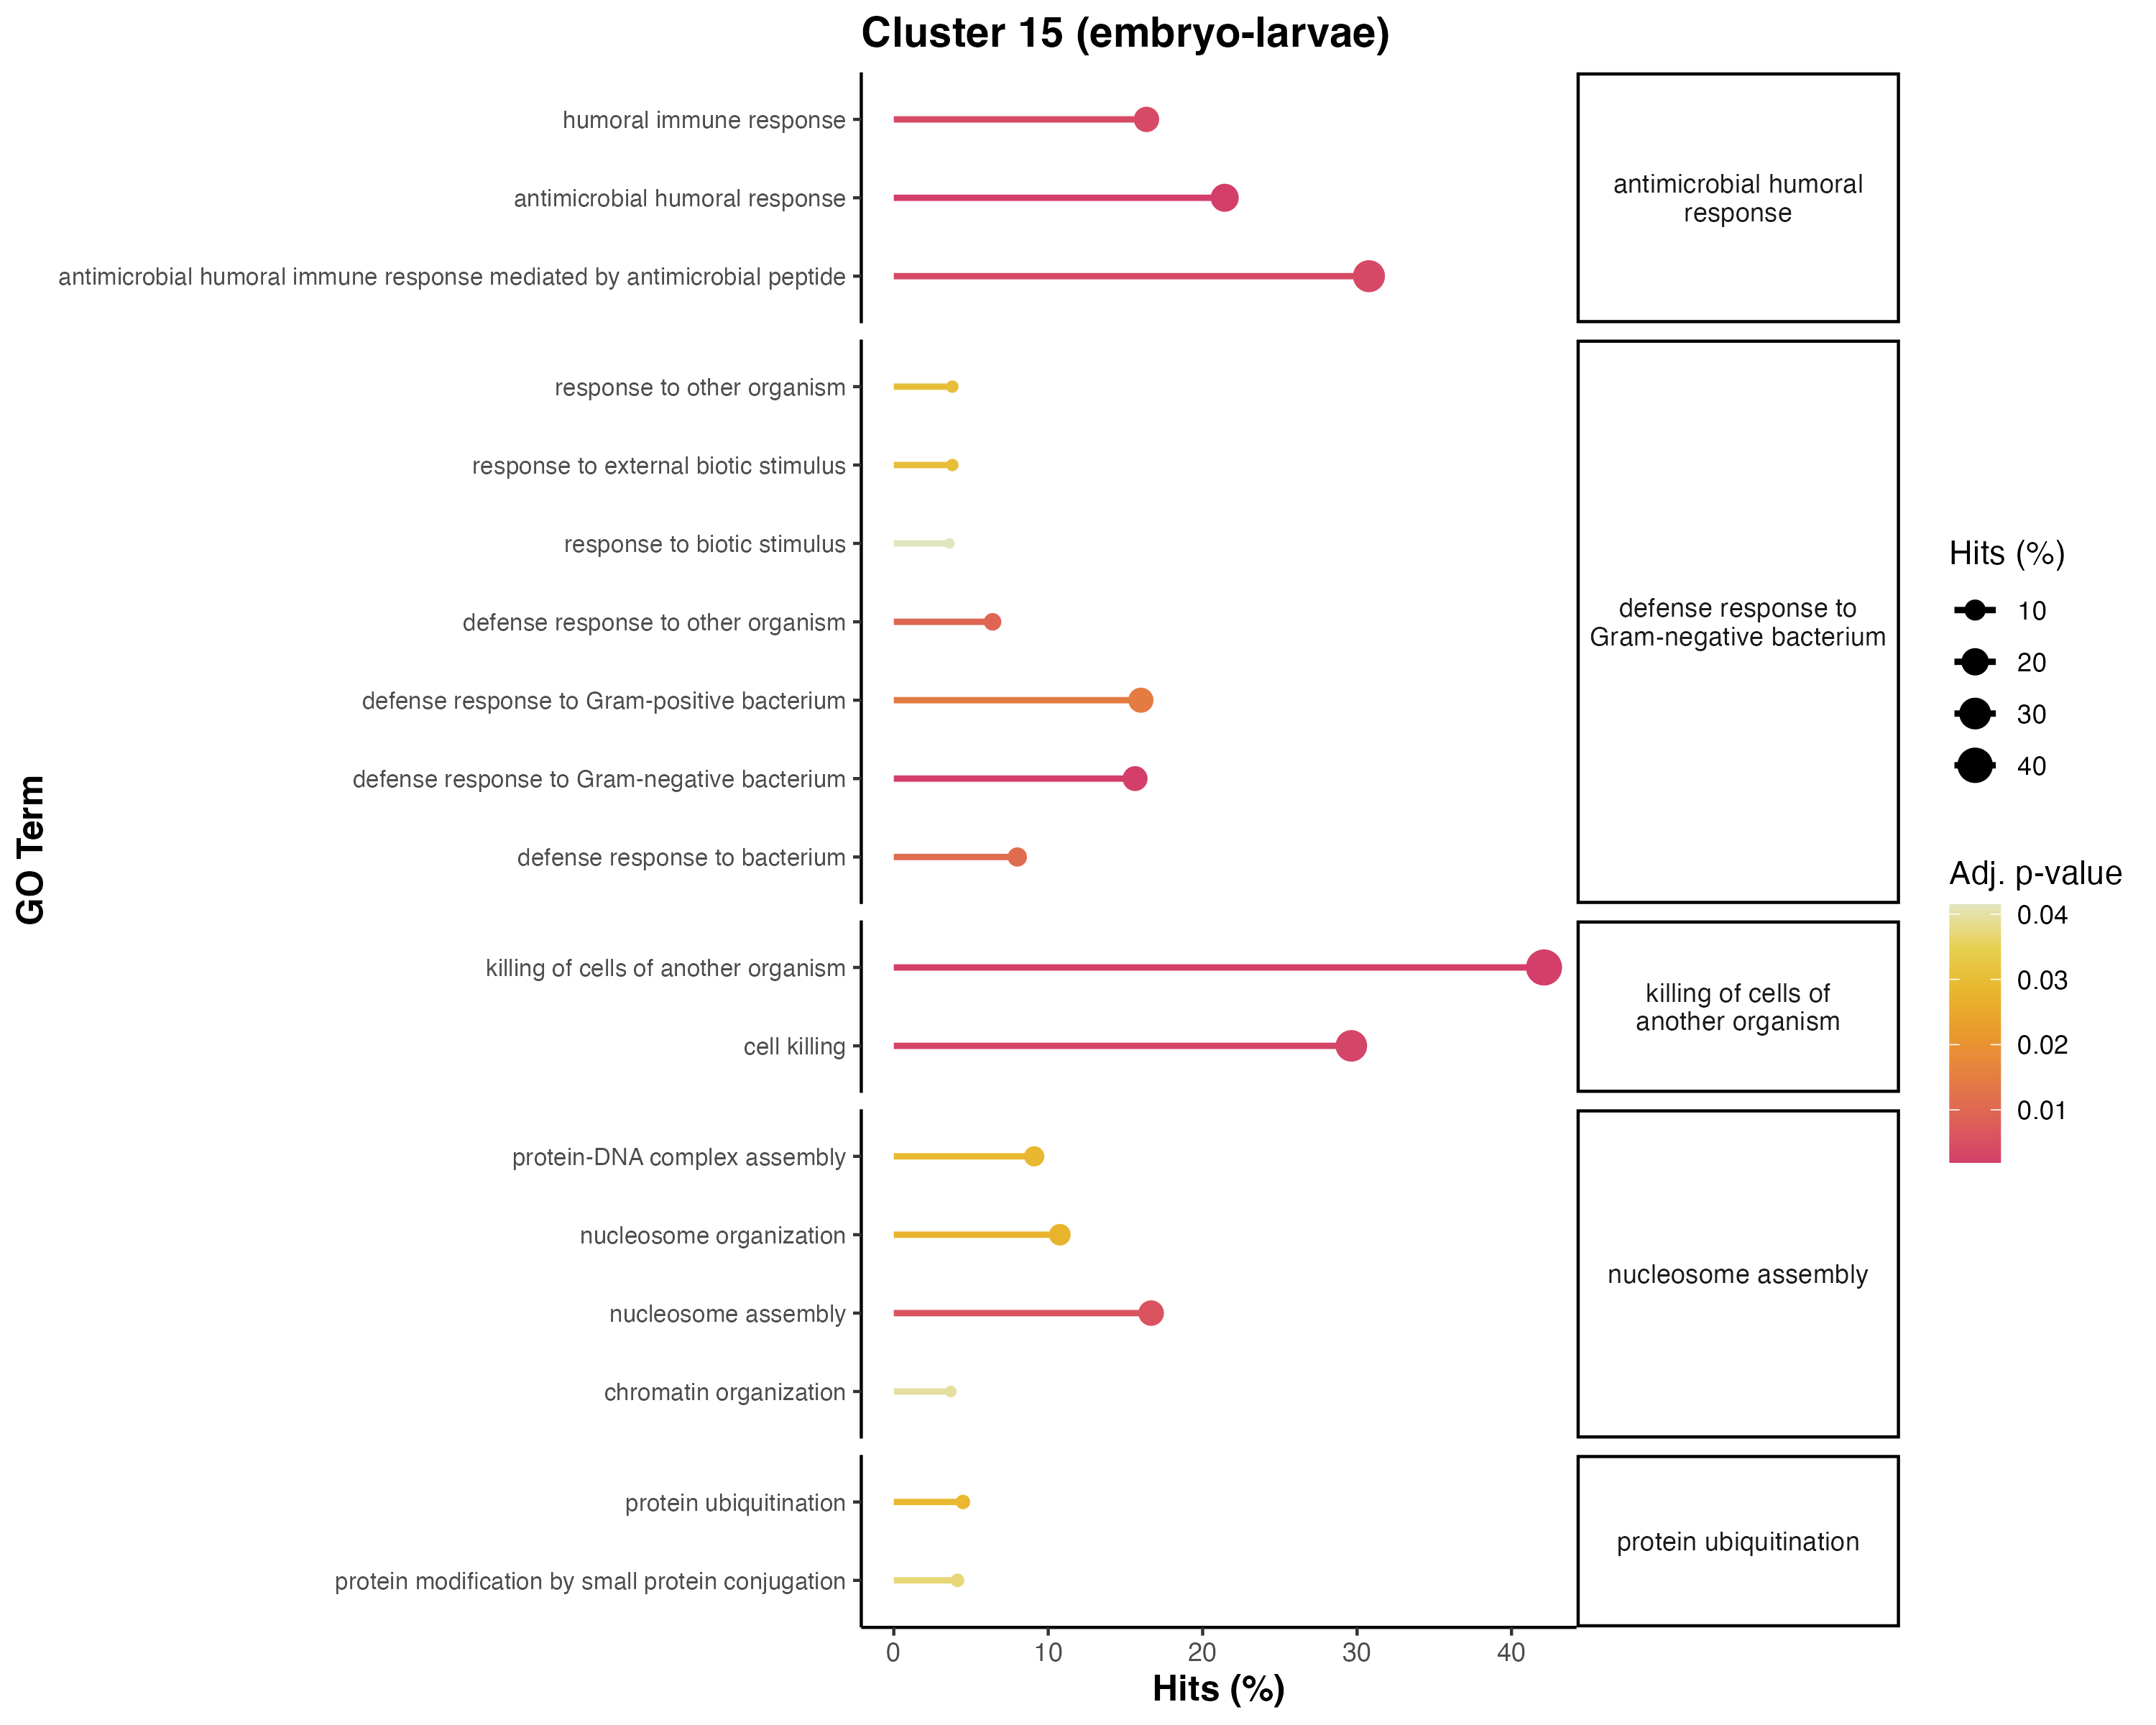 Cluster 15 (embryo-larvae)
humoral immune response
antimicrobial humoral response
antimicrobial humoral immune response mediated by antimicrobial peptide
antimicrobial humoral
response
response to other organism
response to external biotic stimulus
response to biotic stimulus
defense response to other organism
defense response to Gram-positive bacterium
defense response to Gram-negative bacterium
defense response to bacterium
defense response to
Gram-negative bacterium
killing of cells of another organism
cell killing
killing of cells of
another organism
protein-DNA complex assembly
nucleosome organization
nucleosome assembly
chromatin organization
nucleosome assembly
protein ubiquitination
protein modification by small protein conjugation
protein ubiquitination
GO Term
0 10 20 30 40
Hits (%)
Hits (%)
10
20
30
40
Adj. p-value
0.04
0.03
0.02
0.01